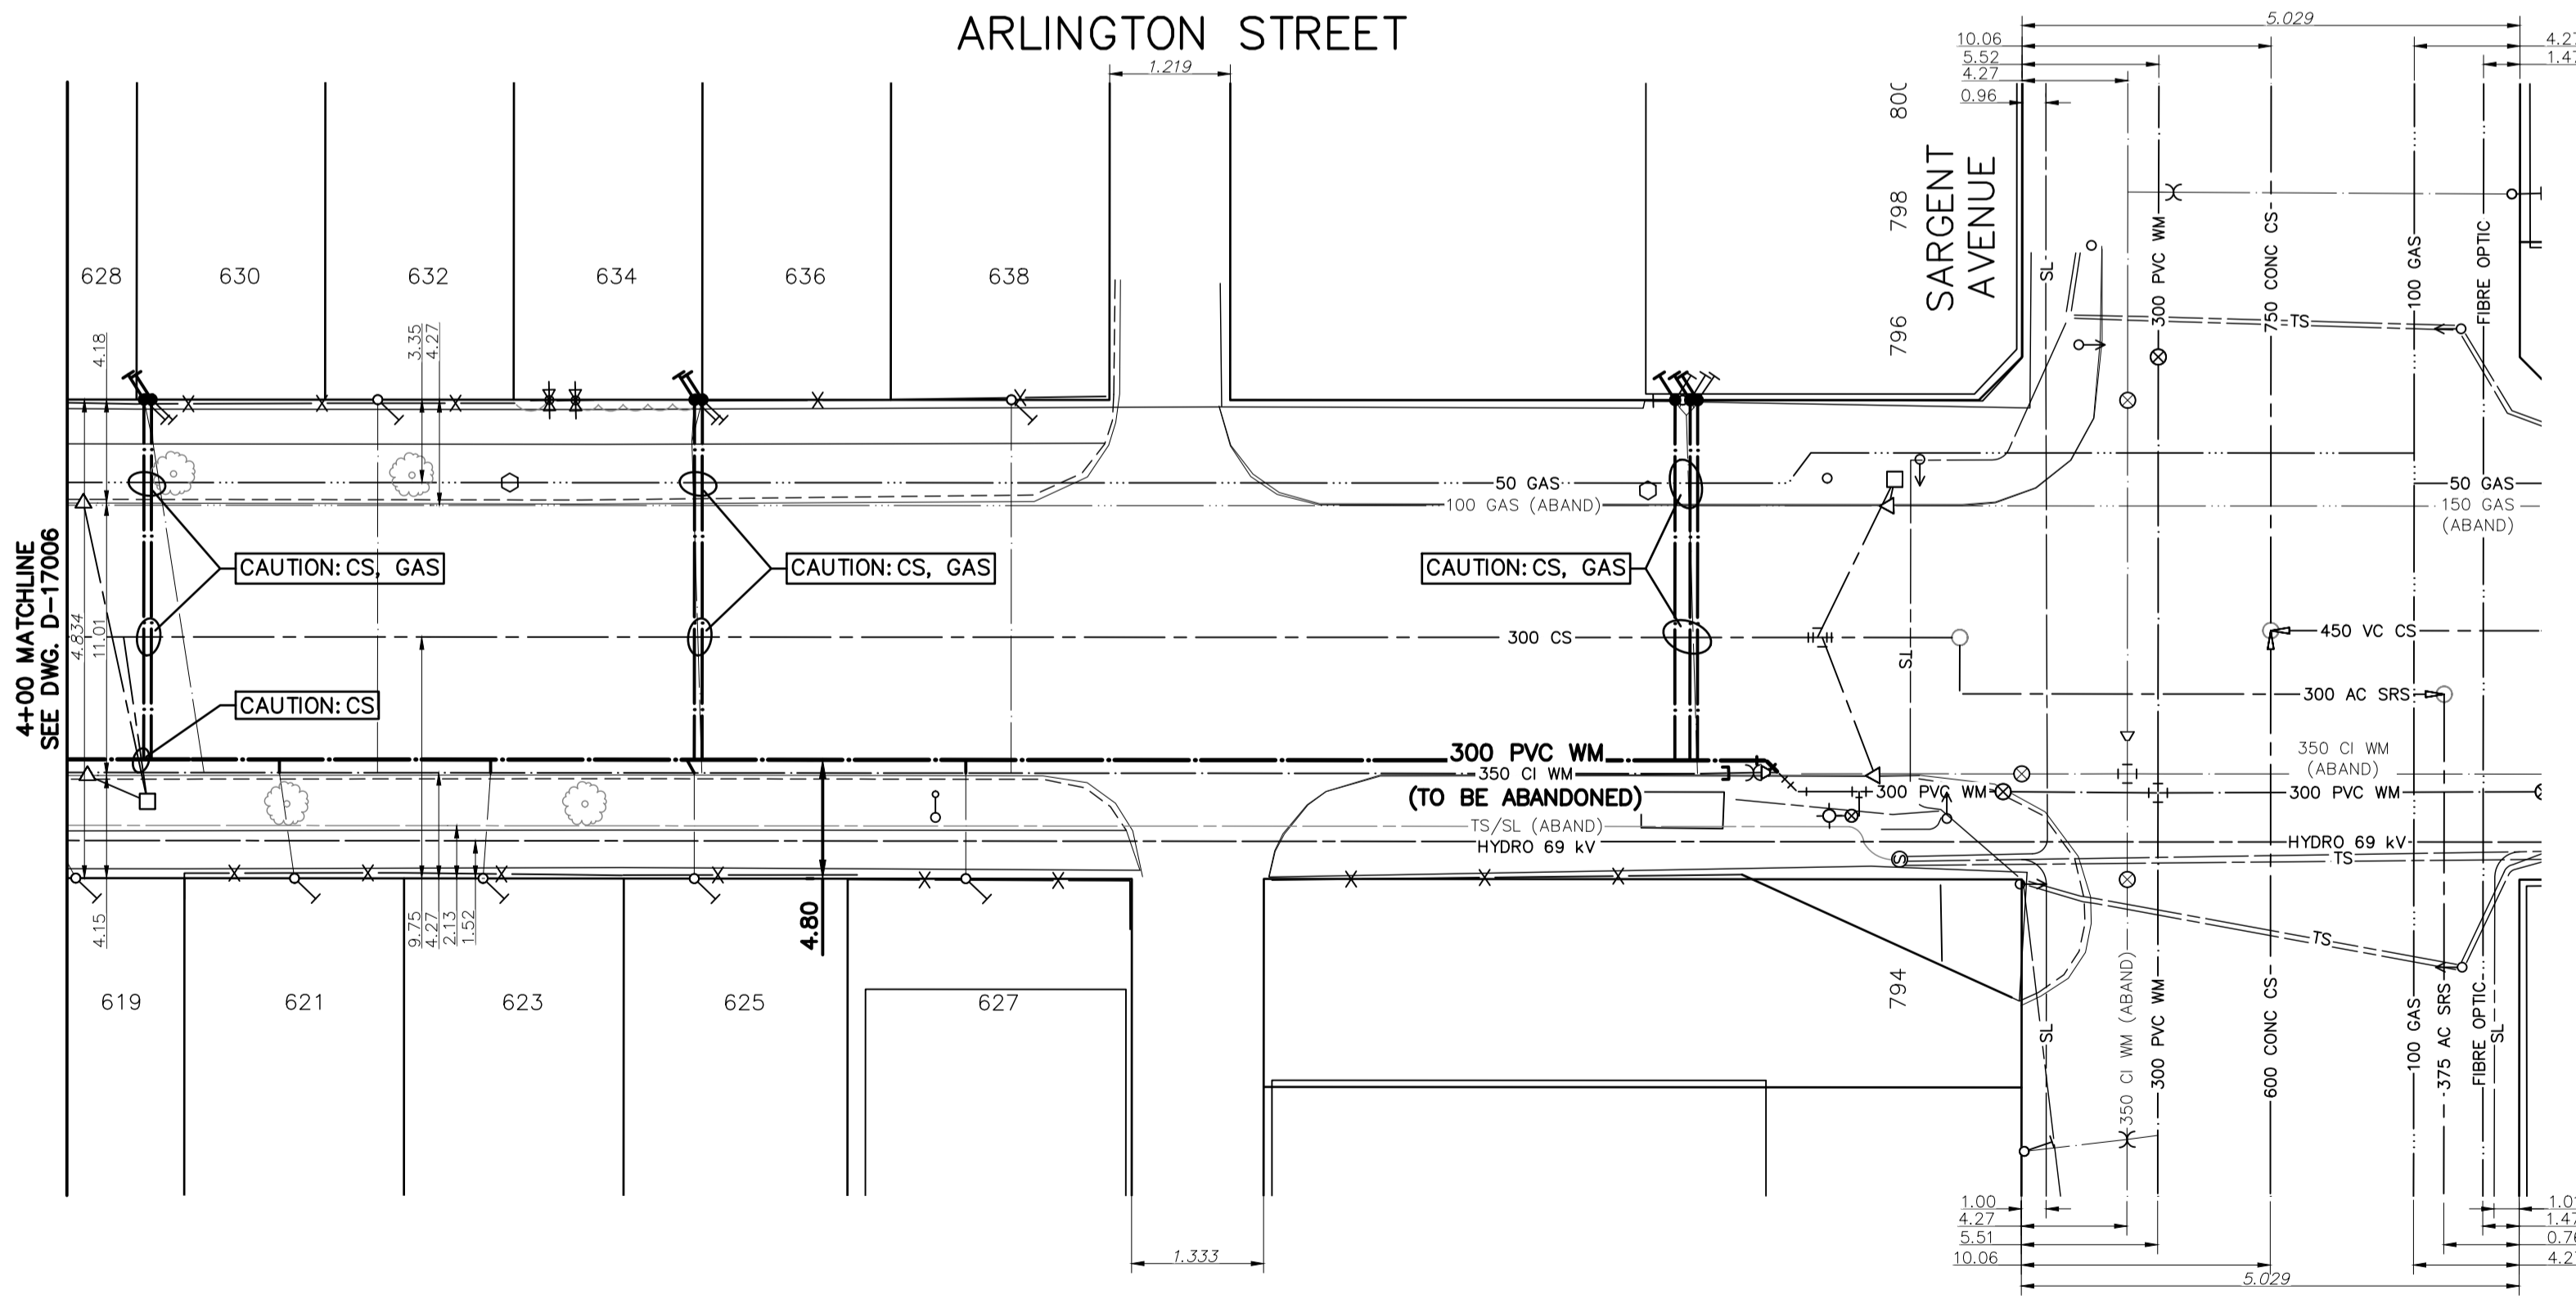 ARLINGTON STREET
1.219
5.029
10.06
5.52
4.27
0.96
4.27
1.47
800
798
796
SARGENT
AVENUE
628
630
632
634
636
638
4.18
3.35
4.27
SL
300 PVC WM
750 CONC CS
100 GAS
FIBRE OPTIC
TS
50 GAS
100 GAS (ABAND)
50 GAS
150 GAS
(ABAND)
CAUTION: CS, GAS
CAUTION: CS, GAS
CAUTION: CS, GAS
4+00 MATCHLINE
SEE DWG. D-17006
4.834
11.01
300 CS
SL
450 VC CS
300 AC SRS
CAUTION: CS
300 PVC WM
350 CI WM
(TO BE ABANDONED)
350 CI WM
(ABAND)
300 PVC WM
300 PVC WM
TS/SL (ABAND)
HYDRO 69 kV
HYDRO 69 kV
TS
4.15
9.75
4.27
2.13
1.52
4.80
TS
619
621
623
625
627
794
SL
350 CI WM (ABAND)
300 PVC WM
600 CONC CS
100 GAS
375 AC SRS
FIBRE OPTIC
SL
1.333
1.00
4.27
5.51
10.06
5.029
1.47